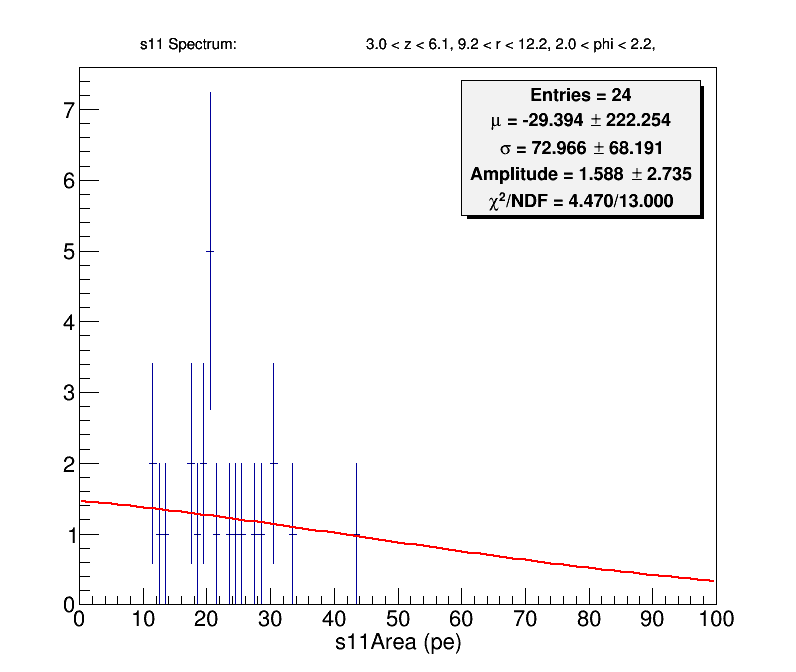 s11 Spectrum: 3.0 < z < 6.1, 9.2 < r < 12.2, 2.0 < phi < 2.2,
Entries = 24
μ = -29.394 ± 222.254
σ = 72.966 ± 68.191
Amplitude = 1.588 ± 2.735
χ²/NDF = 4.470/13.000
7
6
5
4
3
2
1
0
0 10 20 30 40 50 60 70 80 90 100
s11Area (pe)